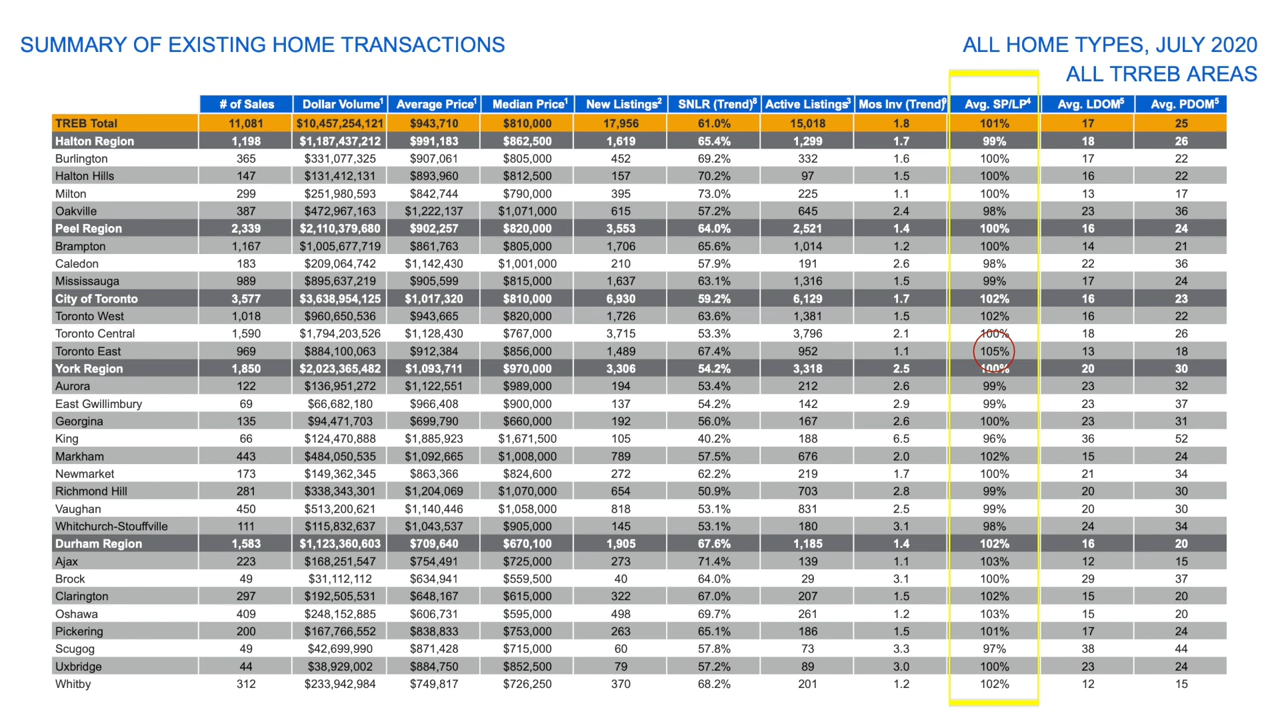 SUMMARY OF EXISTING HOME TRANSACTIONS ALL HOME TYPES, JULY 2020
ALL TRREB AREAS
# of Sales Dollar Volume1 Average Price1 Median Price1 New Listings2 SNLR (Trend)8 Active Listings3 Mos Inv (Trend)9 Avg. SP/LP4 Avg. LDOM5 Avg. PDOM5
TREB Total 11,081 $10,457,254,121 $943,710 $810,000 17,956 61.0% 15,018 1.8 101% 17 25
Halton Region 1,198 $1,187,437,212 $991,183 $862,500 1,619 65.4% 1,299 1.7 99% 18 26
Burlington 365 $331,077,325 $907,061 $805,000 452 69.2% 332 1.6 100% 17 22
Halton Hills 147 $131,412,131 $893,960 $812,500 157 70.2% 97 1.5 100% 16 22
Milton 299 $251,980,593 $842,744 $790,000 395 73.0% 225 1.1 100% 13 17
Oakville 387 $472,967,163 $1,222,137 $1,071,000 615 57.2% 645 2.4 98% 23 36
Peel Region 2,339 $2,110,379,680 $902,257 $820,000 3,553 64.0% 2,521 1.4 100% 16 24
Brampton 1,167 $1,005,677,719 $861,763 $805,000 1,706 65.6% 1,014 1.2 100% 14 21
Caledon 183 $209,064,742 $1,142,430 $1,001,000 210 57.9% 191 2.6 98% 22 36
Mississauga 989 $895,637,219 $905,599 $815,000 1,637 63.1% 1,316 1.5 99% 17 24
City of Toronto 3,577 $3,638,954,125 $1,017,320 $810,000 6,930 59.2% 6,129 1.7 102% 16 23
Toronto West 1,018 $960,650,536 $943,665 $820,000 1,726 63.6% 1,381 1.5 102% 16 22
Toronto Central 1,590 $1,794,203,526 $1,128,430 $767,000 3,715 53.3% 3,796 2.1 100% 18 26
Toronto East 969 $884,100,063 $912,384 $856,000 1,489 67.4% 952 1.1 105% 13 18
York Region 1,850 $2,023,365,482 $1,093,711 $970,000 3,306 54.2% 3,318 2.5 100% 20 30
Aurora 122 $136,951,272 $1,122,551 $989,000 194 53.4% 212 2.6 99% 23 32
East Gwillimbury 69 $66,682,180 $966,408 $900,000 137 54.2% 142 2.9 99% 23 37
Georgina 135 $94,471,703 $699,790 $660,000 192 56.0% 167 2.6 100% 23 31
King 66 $124,470,888 $1,885,923 $1,671,500 105 40.2% 188 6.5 96% 36 52
Markham 443 $484,050,535 $1,092,665 $1,008,000 789 57.5% 676 2.0 102% 15 24
Newmarket 173 $149,362,345 $863,366 $824,600 272 62.2% 219 1.7 100% 21 34
Richmond Hill 281 $338,343,301 $1,204,069 $1,070,000 654 50.9% 703 2.8 99% 20 30
Vaughan 450 $513,200,621 $1,140,446 $1,058,000 818 53.1% 831 2.5 99% 20 30
Whitchurch-Stouffville 111 $115,832,637 $1,043,537 $905,000 145 53.1% 180 3.1 98% 24 34
Durham Region 1,583 $1,123,360,603 $709,640 $670,100 1,905 67.6% 1,185 1.4 102% 16 20
Ajax 223 $168,251,547 $754,491 $725,000 273 71.4% 139 1.1 103% 12 15
Brock 49 $31,112,112 $634,941 $559,500 40 64.0% 29 3.1 100% 29 37
Clarington 297 $192,505,531 $648,167 $615,000 322 67.0% 207 1.5 102% 15 20
Oshawa 409 $248,152,885 $606,731 $595,000 498 69.7% 261 1.2 103% 15 20
Pickering 200 $167,766,552 $838,833 $753,000 263 65.1% 186 1.5 101% 17 24
Scugog 49 $42,699,990 $871,428 $715,000 60 57.8% 73 3.3 97% 38 44
Uxbridge 44 $38,929,002 $884,750 $852,500 79 57.2% 89 3.0 100% 23 24
Whitby 312 $233,942,984 $749,817 $726,250 370 68.2% 201 1.2 102% 12 15